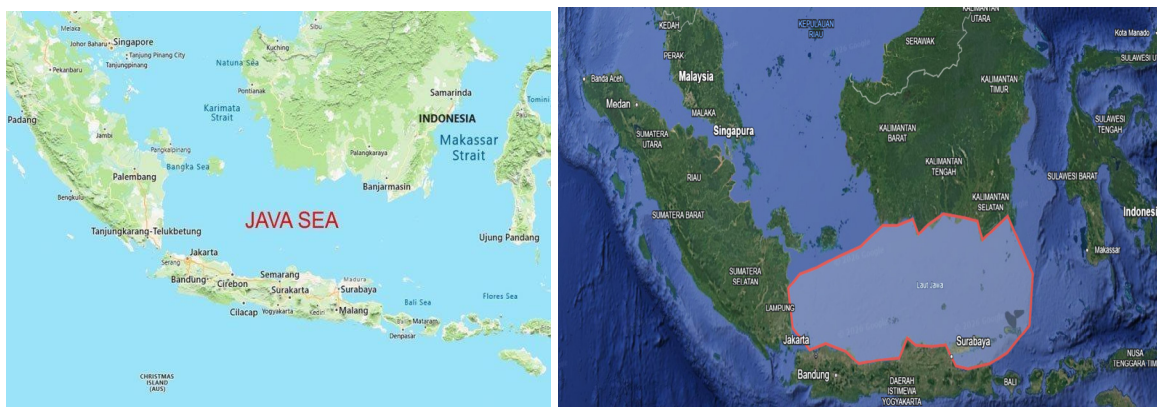 Melaka
Johor Baharu
Singapore
Tanjung Pinang City
Tanjungpinang
Pekanbaru
Sibu
Kuching
Natuna Sea
Pontianak
Karimata
Strait
Samarinda
INDONESIA
Tomini
Padang
Makassar
Strait
Jambi
Pangkalpinang
Bangka Sea
Palangkaraya
Palembang
Banjarmasin
Bengkulu
JAVA SEA
Tanjungkarang-Telukbetung
Ujung Pandang
Jakarta
Serang
Bandung
Cirebon
Semarang
Surakarta
Madura
Surabaya
Cilacap
Yogyakarta
Kediri
Malang
Bali Sea
Mataram
Denpasar
Flores Sea
CHRISTMAS
ISLAND
(AUS)
KEDAH
PERAK
KEPULAUAN
RIAU
KALIMANTAN
UTARA
SERAWAK
Kota Manado
SULAWESI UT
Banda Aceh
Malaysia
Medan
MALAKA
KALIMANTAN
TIMUR
SUMATERA
UTARA
Singapura
KALIMANTAN
BARAT
SULAWESI
TENGAH
RIAU
KALIMANTAN
TENGAH
SULAWESI BARAT
SUMATERA BARAT
KALIMANTAN
SELATAN
Indonesi
Makassar
SUMATERA
SELATAN
Laut Jawa
LAMPUNG
Jakarta
Surabaya
Bandung
DAERAH
ISTIMEWA
YOGYAKARTA
BALI
NUSA
TENGGARA TIM